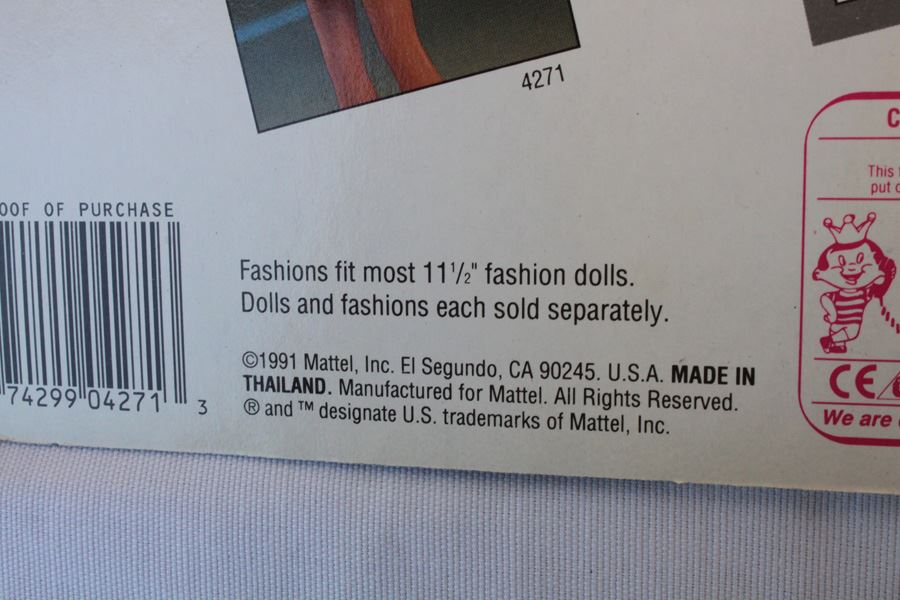 4271
OOF OF PURCHASE
74299 04271 3
Fashions fit most 11½" fashion dolls.
Dolls and fashions each sold separately.
©1991 Mattel, Inc. El Segundo, CA 90245. U.S.A. MADE IN
THAILAND. Manufactured for Mattel. All Rights Reserved.
® and ™ designate U.S. trademarks of Mattel, Inc.
C
This
put
CE
We are